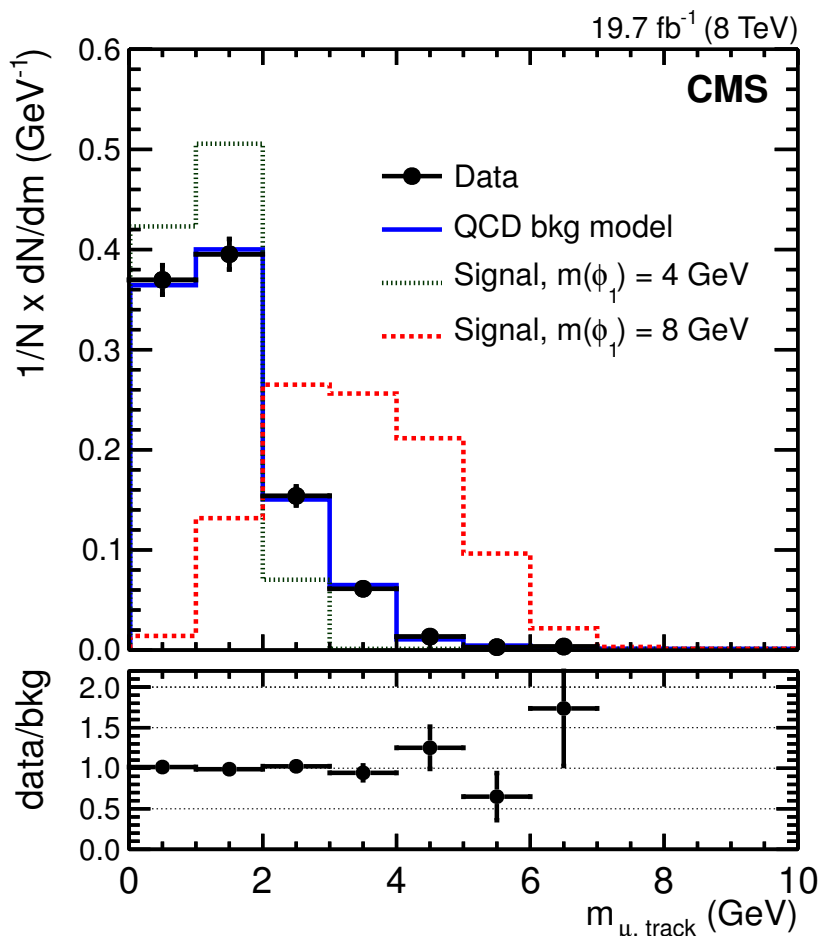 19.7 fb⁻¹ (8 TeV)
CMS
1/N x dN/dm (GeV⁻¹)
0.6
0.5
0.4
0.3
0.2
0.1
0.0
Data
QCD bkg model
Signal, m(ϕ₁) = 4 GeV
Signal, m(ϕ₁) = 8 GeV
data/bkg
2.0
1.5
1.0
0.5
0.0
0 2 4 6 8 10
m_μ, track (GeV)